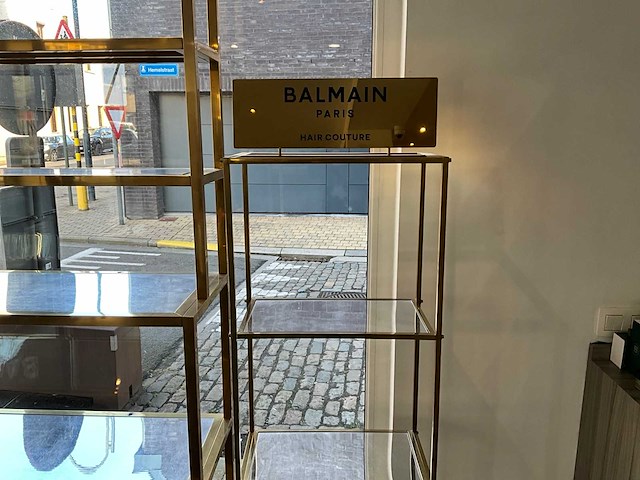 Hemelstraat
BALMAIN
PARIS
HAIR COUTURE